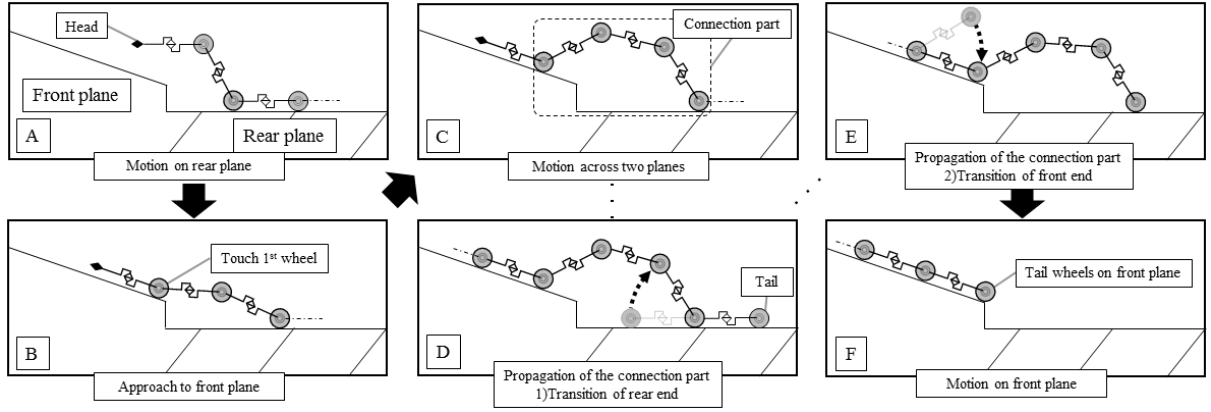 Head
Front plane
Rear plane
A
Motion on rear plane
Touch 1st wheel
B
Approach to front plane
Connection part
C
Motion across two planes
Tail
D
Propagation of the connection part
1)Transition of rear end
E
Propagation of the connection part
2)Transition of front end
Tail wheels on front plane
F
Motion on front plane